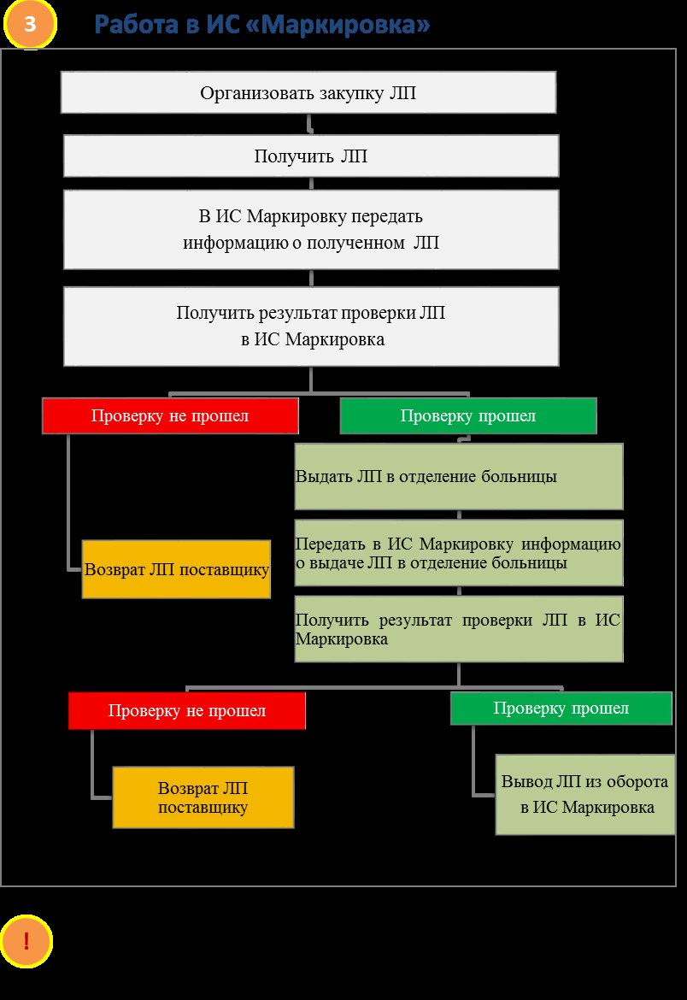 3
Работа в ИС «Маркировка»
Организовать закупку ЛП
Получить ЛП
В ИС Маркировку передать
информацию о полученном ЛП
Получить результат проверки ЛП
в ИС Маркировка
Проверку не прошел
Проверку прошел
Выдать ЛП в отделение больницы
Передать в ИС Маркировку информацию
о выдаче ЛП в отделение больницы
Возврат ЛП поставщику
Получить результат проверки ЛП в ИС
Маркировка
Проверку не прошел
Проверку прошел
Возврат ЛП
поставщику
Вывод ЛП из оборота
в ИС Маркировка
!